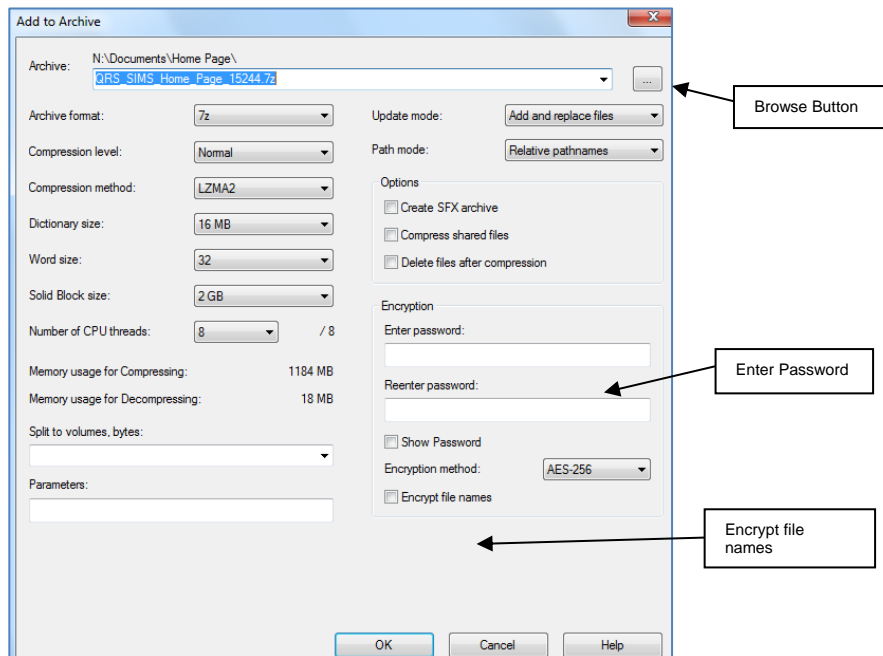 Add to Archive
x
Archive:
N:\Documents\Home Page\
QRS_SIMS_Home_Page_15244.7z
...
Browse Button
Archive format:
7z
Update mode:
Add and replace files
Compression level:
Normal
Path mode:
Relative pathnames
Compression method:
LZMA2
Options
Create SFX archive
Dictionary size:
16 MB
Compress shared files
Word size:
32
Delete files after compression
Solid Block size:
2 GB
Encryption
Number of CPU threads:
8
/ 8
Enter password:
Memory usage for Compressing:
1184 MB
Enter Password
Reenter password:
Memory usage for Decompressing:
18 MB
Split to volumes, bytes:
Show Password
Encryption method:
AES-256
Parameters:
Encrypt file names
Encrypt file
names
OK
Cancel
Help